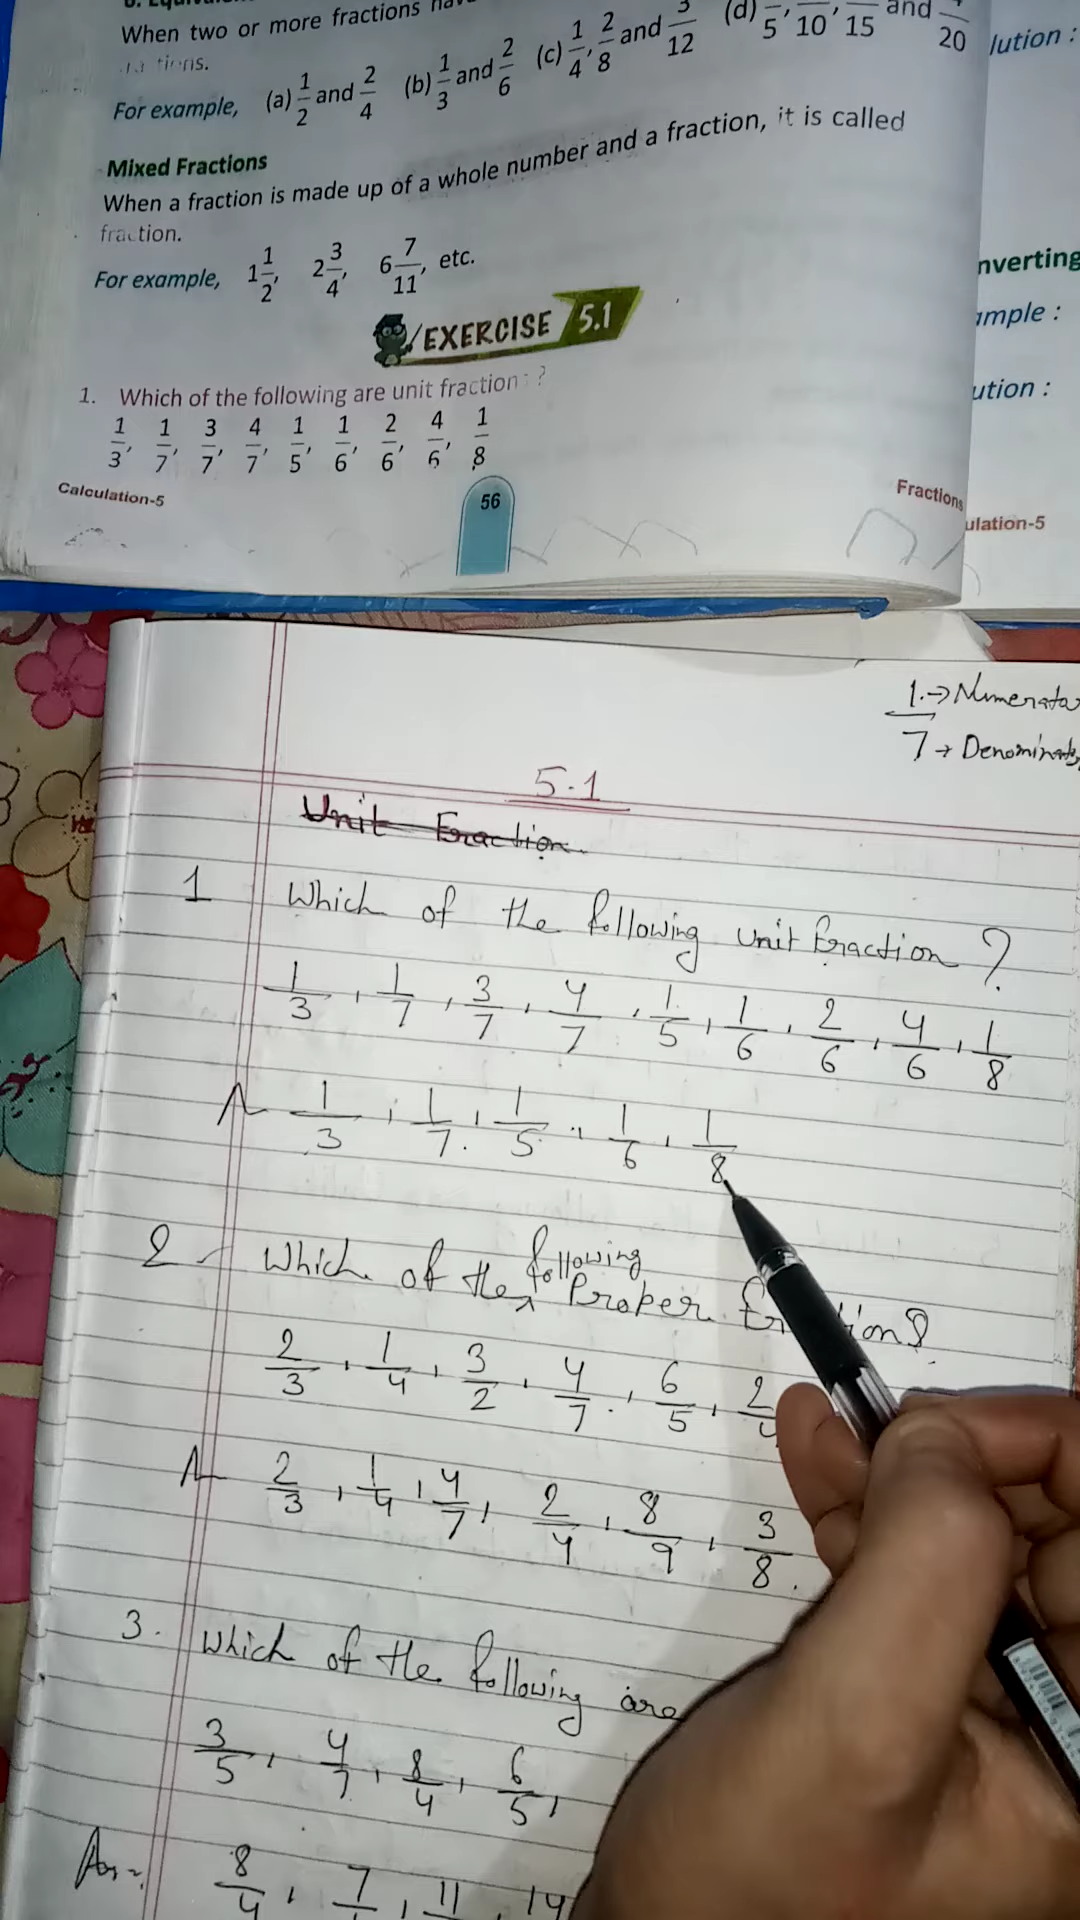 When two or more fractions
For example, (a) 1/2 and 2/4 (b) 1/3 and 2/6 (c) 1/4, 2/8 and 3/12 (d) 5, 10, 15 and 20
Mixed Fractions
When a fraction is made up of a whole number and a fraction, it is called
fraction.
For example, 1 1/2, 2 3/4, 6 7/11, etc.
EXERCISE 5.1
1. Which of the following are unit fraction ?
1/3, 1/7, 3/7, 4/7, 1/5, 1/6, 2/6, 4/6, 1/8
Calculation-5 56 Fractions
lution :
nverting
mple :
ution :
ulation-5
1 → Numerato
7 → Denominato
5.1
Unit Fraction.
1 Which of the following unit fraction ?
1/3, 1/7, 3/7, 4/7, 1/5, 1/6, 2/6, 4/6, 1/8
1/3, 1/7, 1/5, 1/6, 1/8
2 Which of the following Proper
2/3, 1/4, 3/2, 4/7, 6/5, 2
2/3, 1/4, 4/7, 2/4, 8/9, 3/8.
3. Which of the following are
3/5, 4/7, 8/4, 6/5,
Ans 8/4, 7, 11, 14